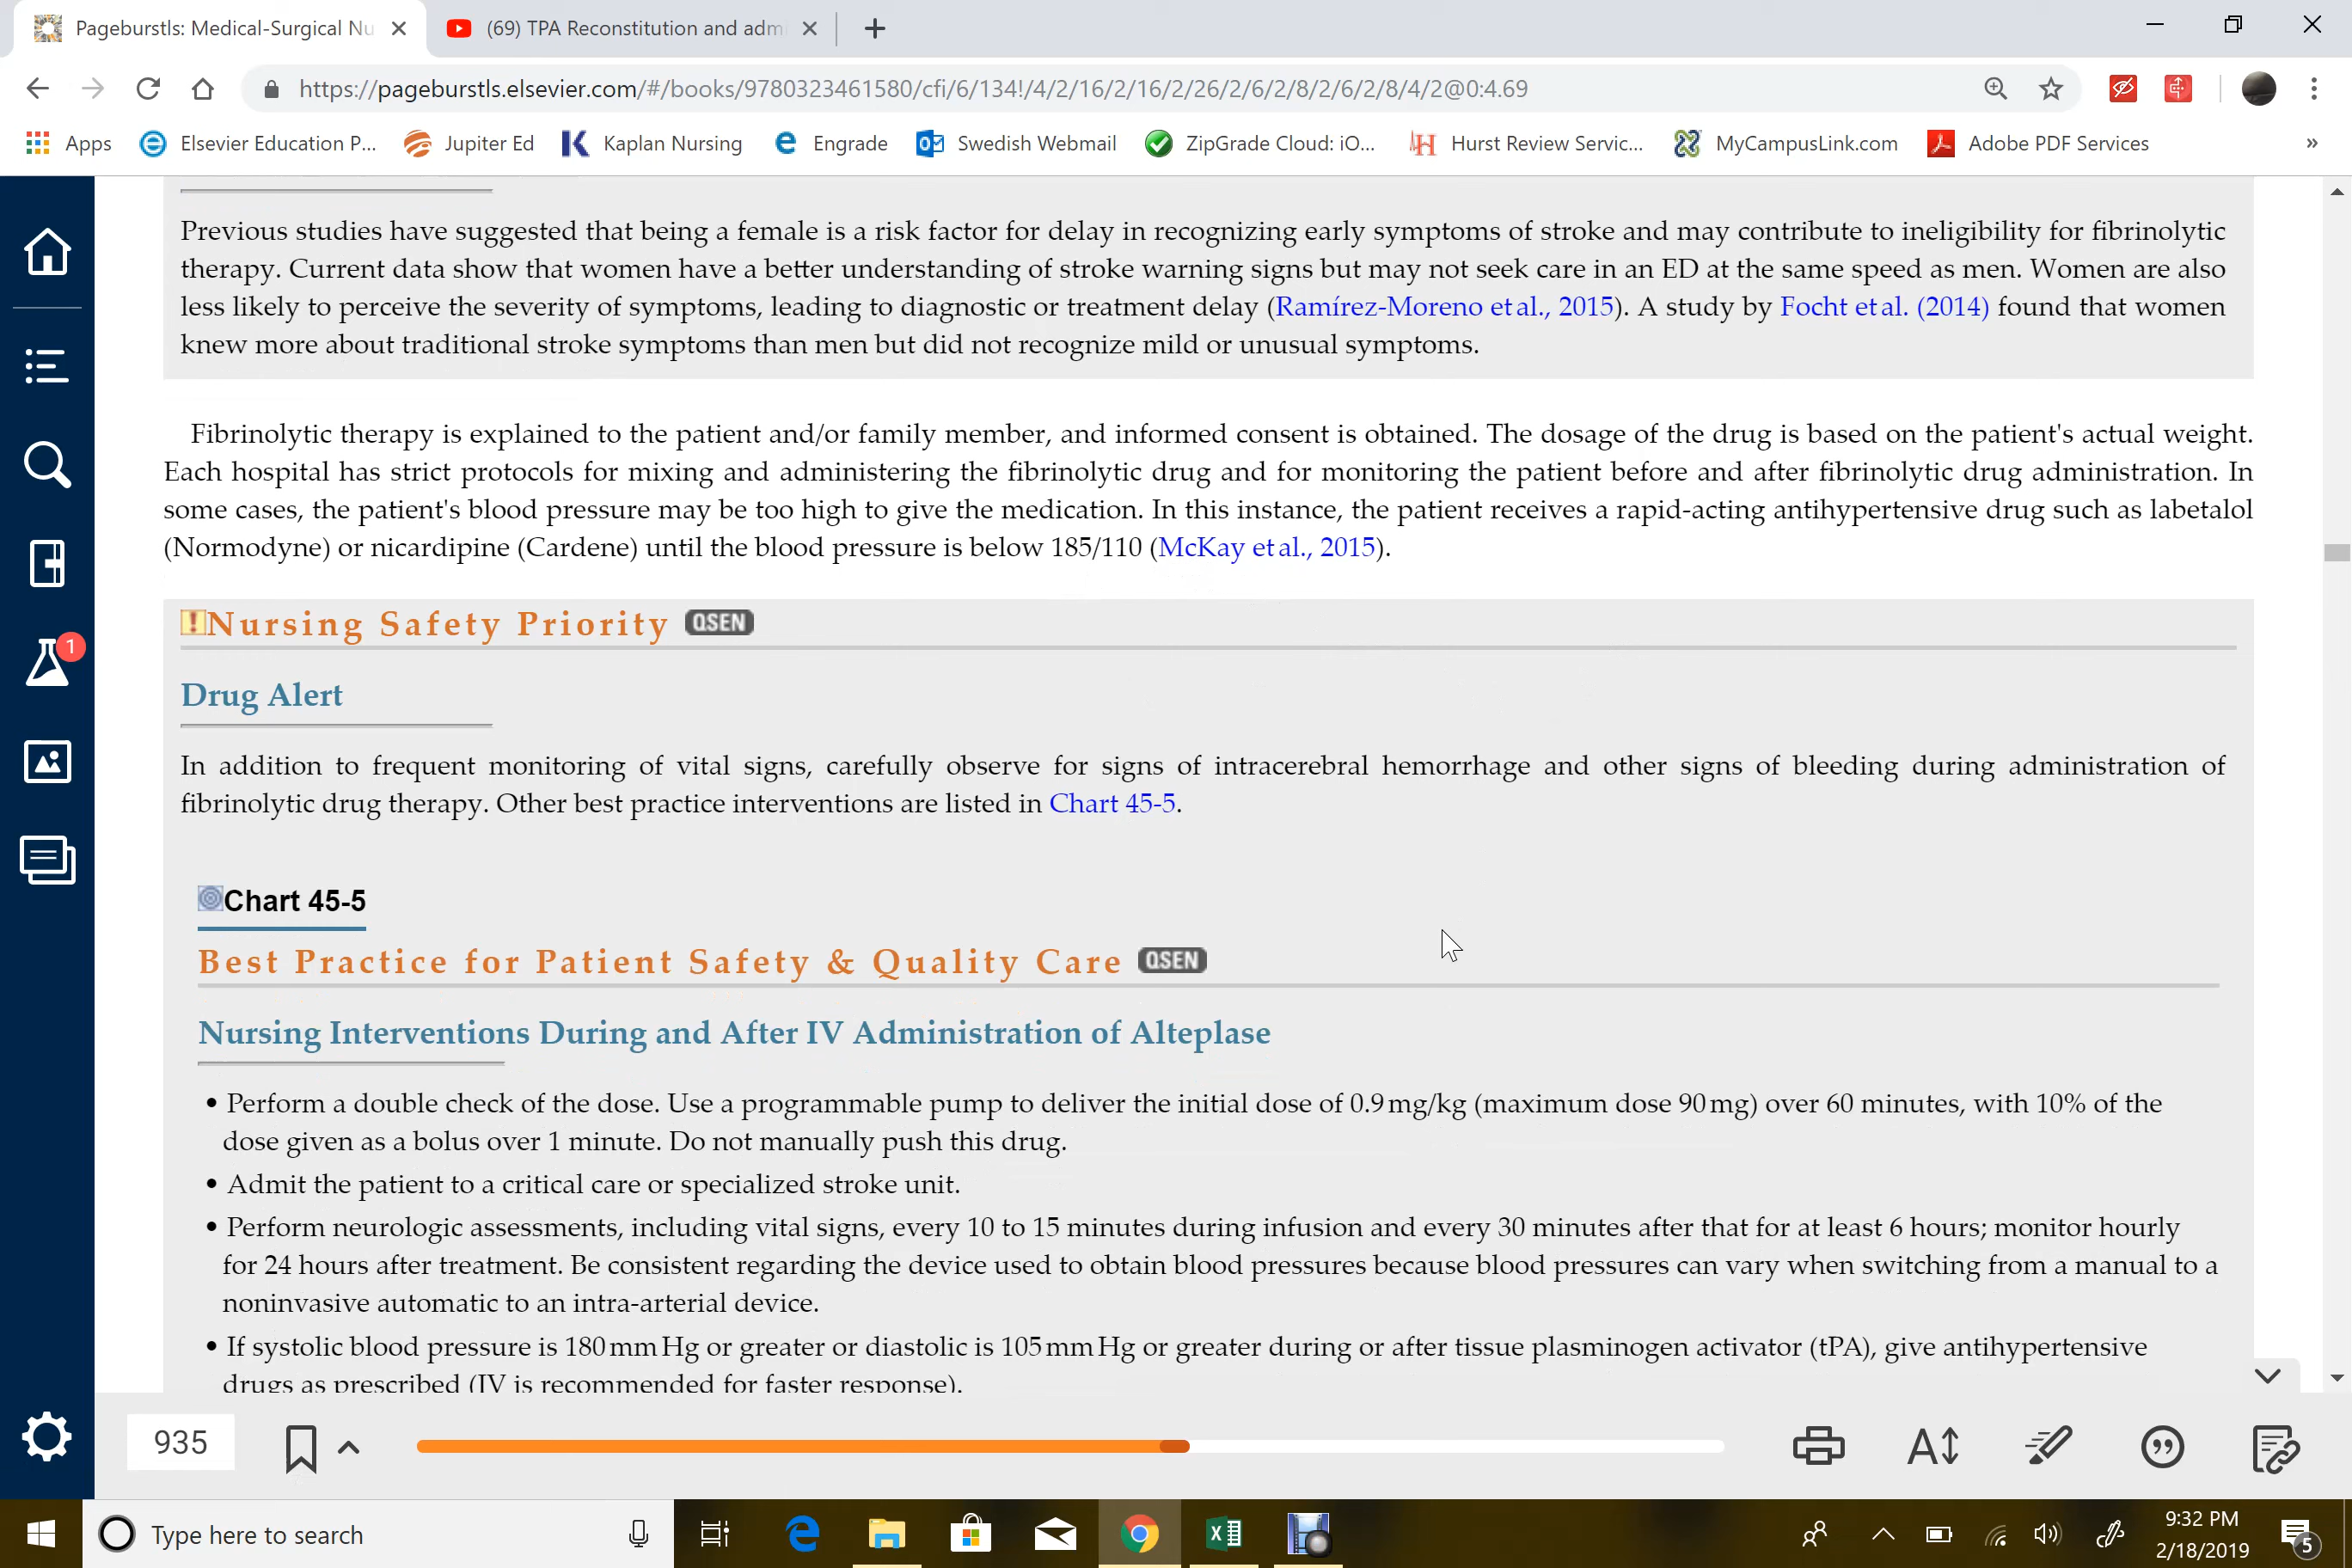 Pageburstls: Medical-Surgical Nu
(69) TPA Reconstitution and adm
https://pageburstls.elsevier.com/#/books/9780323461580/cfi/6/134!/4/2/16/2/16/2/26/2/6/2/8/2/6/2/8/4/2@0:4.69
Apps Elsevier Education P... Jupiter Ed Kaplan Nursing Engrade Swedish Webmail ZipGrade Cloud: iO... Hurst Review Servic... MyCampusLink.com Adobe PDF Services »
Previous studies have suggested that being a female is a risk factor for delay in recognizing early symptoms of stroke and may contribute to ineligibility for fibrinolytic
therapy. Current data show that women have a better understanding of stroke warning signs but may not seek care in an ED at the same speed as men. Women are also
less likely to perceive the severity of symptoms, leading to diagnostic or treatment delay (Ramírez-Moreno et al., 2015). A study by Focht et al. (2014) found that women
knew more about traditional stroke symptoms than men but did not recognize mild or unusual symptoms.
Fibrinolytic therapy is explained to the patient and/or family member, and informed consent is obtained. The dosage of the drug is based on the patient's actual weight.
Each hospital has strict protocols for mixing and administering the fibrinolytic drug and for monitoring the patient before and after fibrinolytic drug administration. In
some cases, the patient's blood pressure may be too high to give the medication. In this instance, the patient receives a rapid-acting antihypertensive drug such as labetalol
(Normodyne) or nicardipine (Cardene) until the blood pressure is below 185/110 (McKay et al., 2015).
! Nursing Safety Priority QSEN
Drug Alert
In addition to frequent monitoring of vital signs, carefully observe for signs of intracerebral hemorrhage and other signs of bleeding during administration of
fibrinolytic drug therapy. Other best practice interventions are listed in Chart 45-5.
Chart 45-5
Best Practice for Patient Safety & Quality Care QSEN
Nursing Interventions During and After IV Administration of Alteplase
• Perform a double check of the dose. Use a programmable pump to deliver the initial dose of 0.9 mg/kg (maximum dose 90 mg) over 60 minutes, with 10% of the
dose given as a bolus over 1 minute. Do not manually push this drug.
• Admit the patient to a critical care or specialized stroke unit.
• Perform neurologic assessments, including vital signs, every 10 to 15 minutes during infusion and every 30 minutes after that for at least 6 hours; monitor hourly
for 24 hours after treatment. Be consistent regarding the device used to obtain blood pressures because blood pressures can vary when switching from a manual to a
noninvasive automatic to an intra-arterial device.
• If systolic blood pressure is 180 mm Hg or greater or diastolic is 105 mm Hg or greater during or after tissue plasminogen activator (tPA), give antihypertensive
drugs as prescribed (IV is recommended for faster response).
1
935
Type here to search
9:32 PM
2/18/2019
5